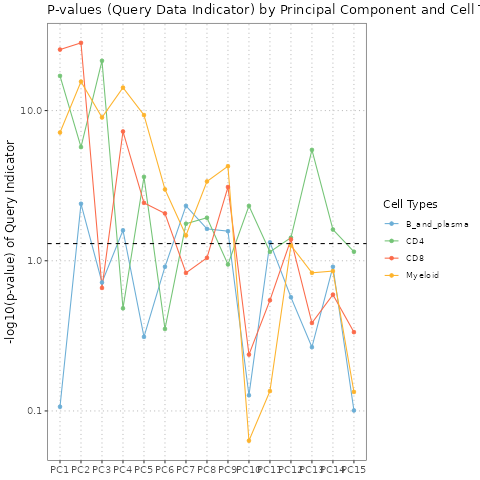 P-values (Query Data Indicator) by Principal Component and Cell
-log10(p-value) of Query Indicator
10.0
1.0
0.1
PC1 PC2 PC3 PC4 PC5 PC6 PC7 PC8 PC9 PC10 PC11 PC12 PC13 PC14 PC15
Cell Types
B_and_plasma
CD4
CD8
Myeloid